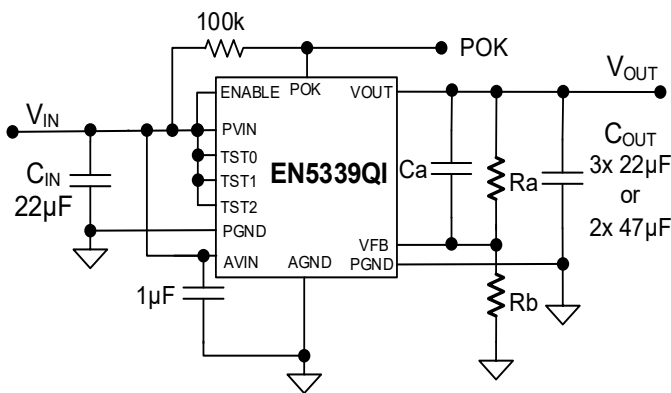 100k
POK
ENABLE
POK
VOUT
VOUT
VIN
PVIN
TST0
TST1
TST2
EN5339QI
Ca
Ra
COUT
3x 22µF
or
2x 47µF
CIN
22µF
PGND
VFB
AVIN
AGND
PGND
1µF
Rb